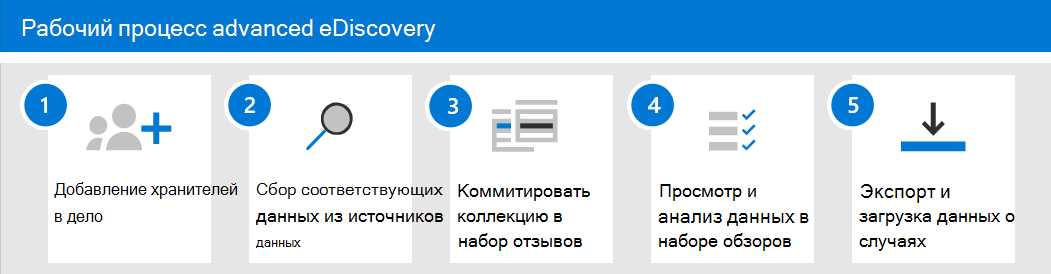 Рабочий процесс advanced eDiscovery
1
Добавление хранителей
в дело
2
Сбор соответствующих
данных из источников
данных
3
Коммитировать
коллекцию в
набор отзывов
4
Просмотр и
анализ данных в
наборе обзоров
5
Экспорт и
загрузка данных о
случаях